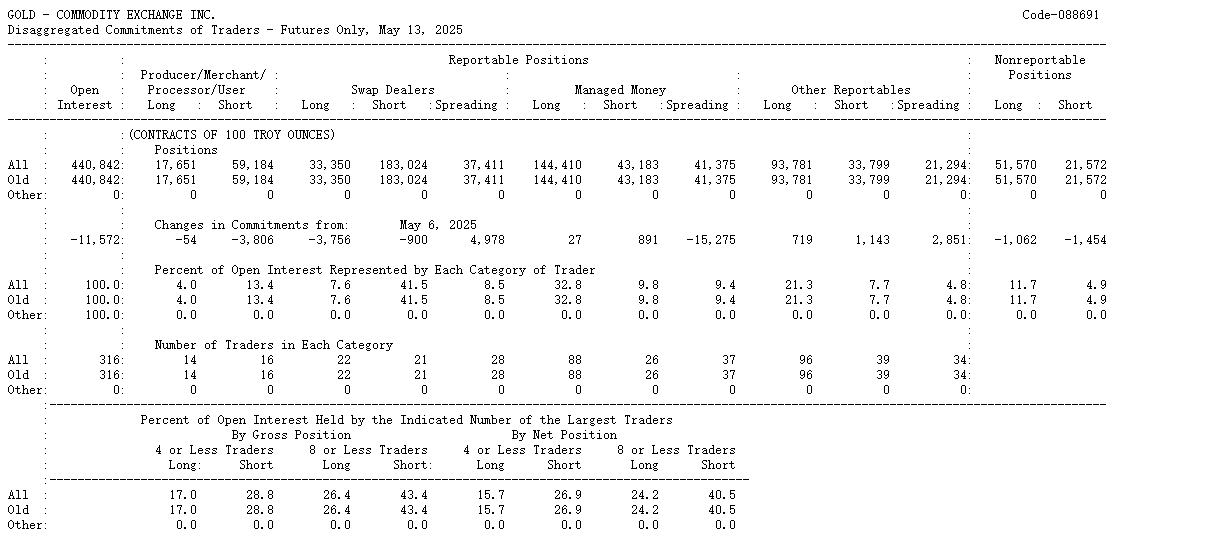 GOLD - COMMODITY EXCHANGE INC. Code-088691
Disaggregated Commitments of Traders - Futures Only, May 13, 2025
: : Reportable Positions : Nonreportable
: : Producer/Merchant/ : : : : Positions
: Open : Processor/User : Swap Dealers : Managed Money : Other Reportables :
: Interest : Long : Short : Long : Short :Spreading : Long : Short :Spreading : Long : Short :Spreading : Long : Short
: :(CONTRACTS OF 100 TROY OUNCES) :
: : Positions :
All : 440,842: 17,651 59,184 33,350 183,024 37,411 144,410 43,183 41,375 93,781 33,799 21,294: 51,570 21,572
Old : 440,842: 17,651 59,184 33,350 183,024 37,411 144,410 43,183 41,375 93,781 33,799 21,294: 51,570 21,572
Other: 0: 0 0 0 0 0 0 0 0 0 0 0: 0 0
: : Changes in Commitments from: May 6, 2025 :
: -11,572: -54 -3,806 -3,756 -900 4,978 27 891 -15,275 719 1,143 2,851: -1,062 -1,454
: : Percent of Open Interest Represented by Each Category of Trader :
All : 100.0: 4.0 13.4 7.6 41.5 8.5 32.8 9.8 9.4 21.3 7.7 4.8: 11.7 4.9
Old : 100.0: 4.0 13.4 7.6 41.5 8.5 32.8 9.8 9.4 21.3 7.7 4.8: 11.7 4.9
Other: 100.0: 0.0 0.0 0.0 0.0 0.0 0.0 0.0 0.0 0.0 0.0 0.0: 0.0 0.0
: : Number of Traders in Each Category :
All : 316: 14 16 22 21 28 88 26 37 96 39 34:
Old : 316: 14 16 22 21 28 88 26 37 96 39 34:
Other: 0: 0 0 0 0 0 0 0 0 0 0 0:
: Percent of Open Interest Held by the Indicated Number of the Largest Traders
: By Gross Position By Net Position
: 4 or Less Traders 8 or Less Traders 4 or Less Traders 8 or Less Traders
: Long: Short Long Short: Long Short Long Short
All : 17.0 28.8 26.4 43.4 15.7 26.9 24.2 40.5
Old : 17.0 28.8 26.4 43.4 15.7 26.9 24.2 40.5
Other: 0.0 0.0 0.0 0.0 0.0 0.0 0.0 0.0